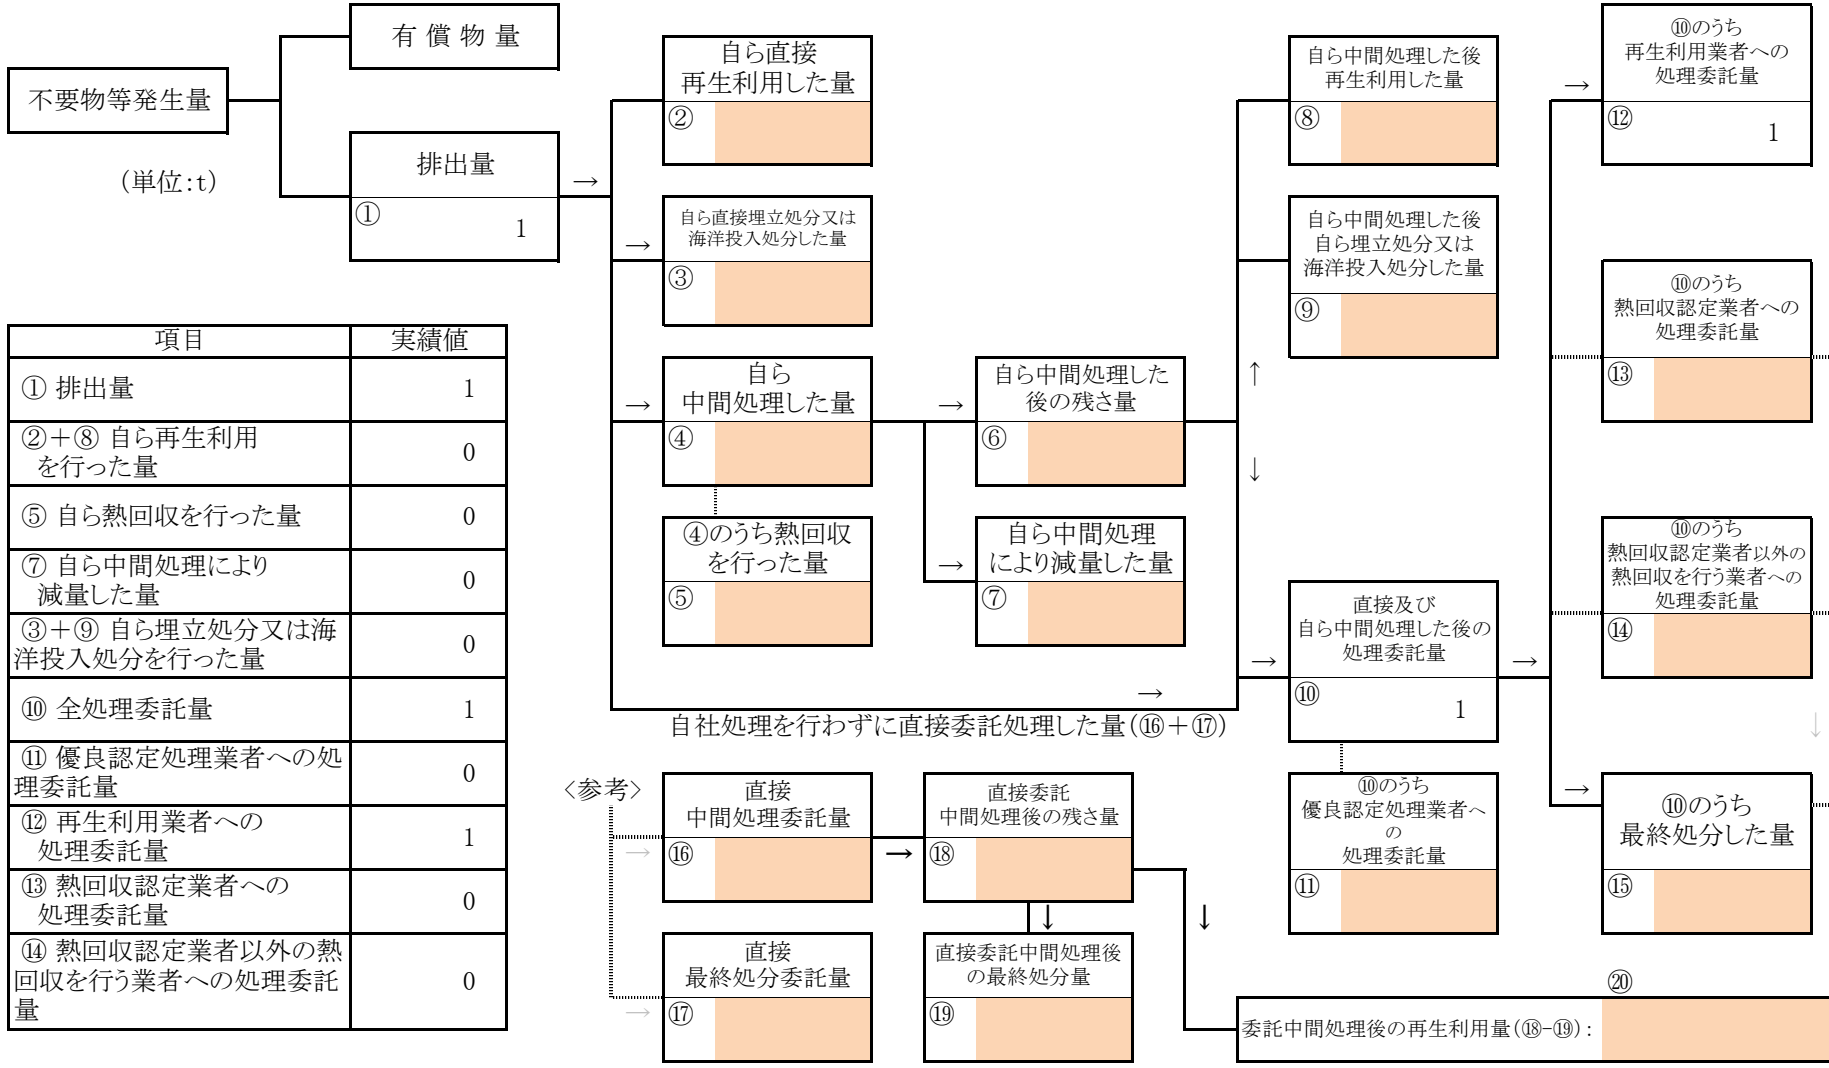 有 償 物 量
不要物等発生量
(単位:t)
排出量
①
1
→
自ら直接
再生利用した量
②
→
自ら直接埋立処分又は
海洋投入処分した量
③
→
自ら
中間処理した量
④
④のうち熱回収
を行った量
⑤
→
自ら中間処理した
後の残さ量
⑥
→
自ら中間処理
により減量した量
⑦
自ら中間処理した後
再生利用した量
⑧
自ら中間処理した後
自ら埋立処分又は
海洋投入処分した量
⑨
↑
↓
→
自社処理を行わずに直接委託処理した量(⑯+⑰)
→
直接及び
自ら中間処理した後の
処理委託量
⑩
1
⑩のうち
優良認定処理業者へ
の
処理委託量
⑪
→
→
⑩のうち
再生利用業者への
処理委託量
⑫
1
⑩のうち
熱回収認定業者への
処理委託量
⑬
⑩のうち
熱回収認定業者以外の
熱回収を行う業者への
処理委託量
⑭
↓
→
⑩のうち
最終処分した量
⑮
項目 実績値
① 排出量 1
②+⑧ 自ら再生利用
を行った量 0
⑤ 自ら熱回収を行った量 0
⑦ 自ら中間処理により
減量した量 0
③+⑨ 自ら埋立処分又は海
洋投入処分を行った量 0
⑩ 全処理委託量 1
⑪ 優良認定処理業者への処
理委託量 0
⑫ 再生利用業者への
処理委託量 1
⑬ 熱回収認定業者への
処理委託量 0
⑭ 熱回収認定業者以外の熱
回収を行う業者への処理委託
量 0
<参考>
→
直接
中間処理委託量
⑯
→
直接委託
中間処理後の残さ量
⑱
↓
↓
→
直接
最終処分委託量
⑰
直接委託中間処理後
の最終処分量
⑲
⑳
委託中間処理後の再生利用量(⑱-⑲):